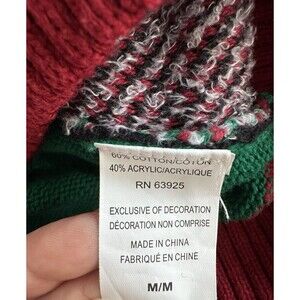 60% COTTON/COTON
40% ACRYLIC/ACRYLIQUE
RN 63925
EXCLUSIVE OF DECORATION
DÉCORATION NON COMPRISE
MADE IN CHINA
FABRIQUÉ EN CHINE
M/M